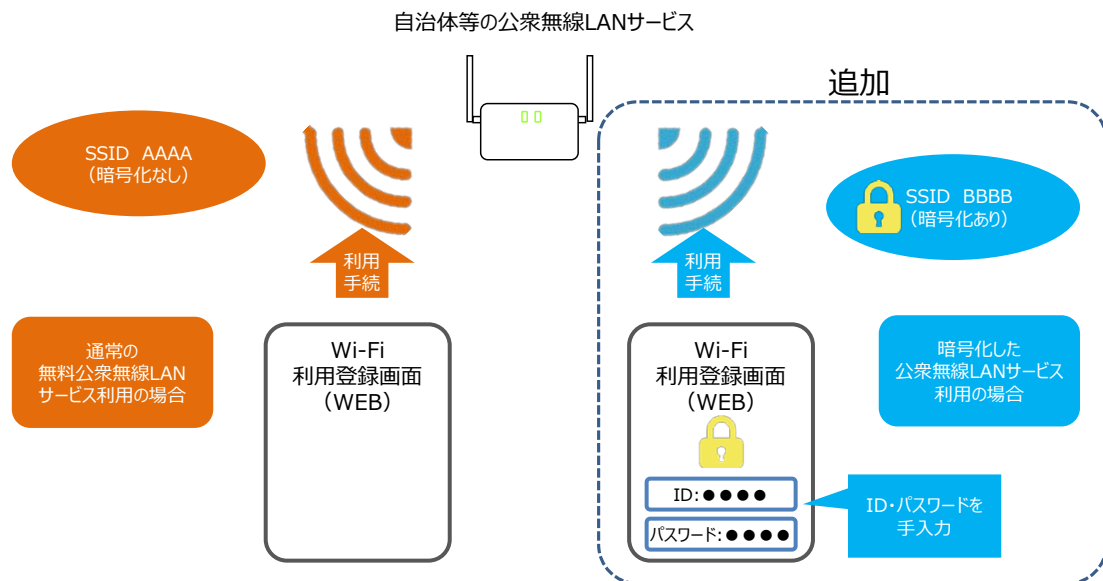 自治体等の公衆無線LANサービス
追加
SSID AAAA
（暗号化なし）
SSID BBBB
（暗号化あり）
利用
手続
利用
手続
通常の
無料公衆無線LAN
サービス利用の場合
Wi-Fi
利用登録画面
（WEB）
Wi-Fi
利用登録画面
（WEB）
ID:●●●●
パスワード:●●●●
暗号化した
公衆無線LANサービス
利用の場合
ID・パスワードを
手入力